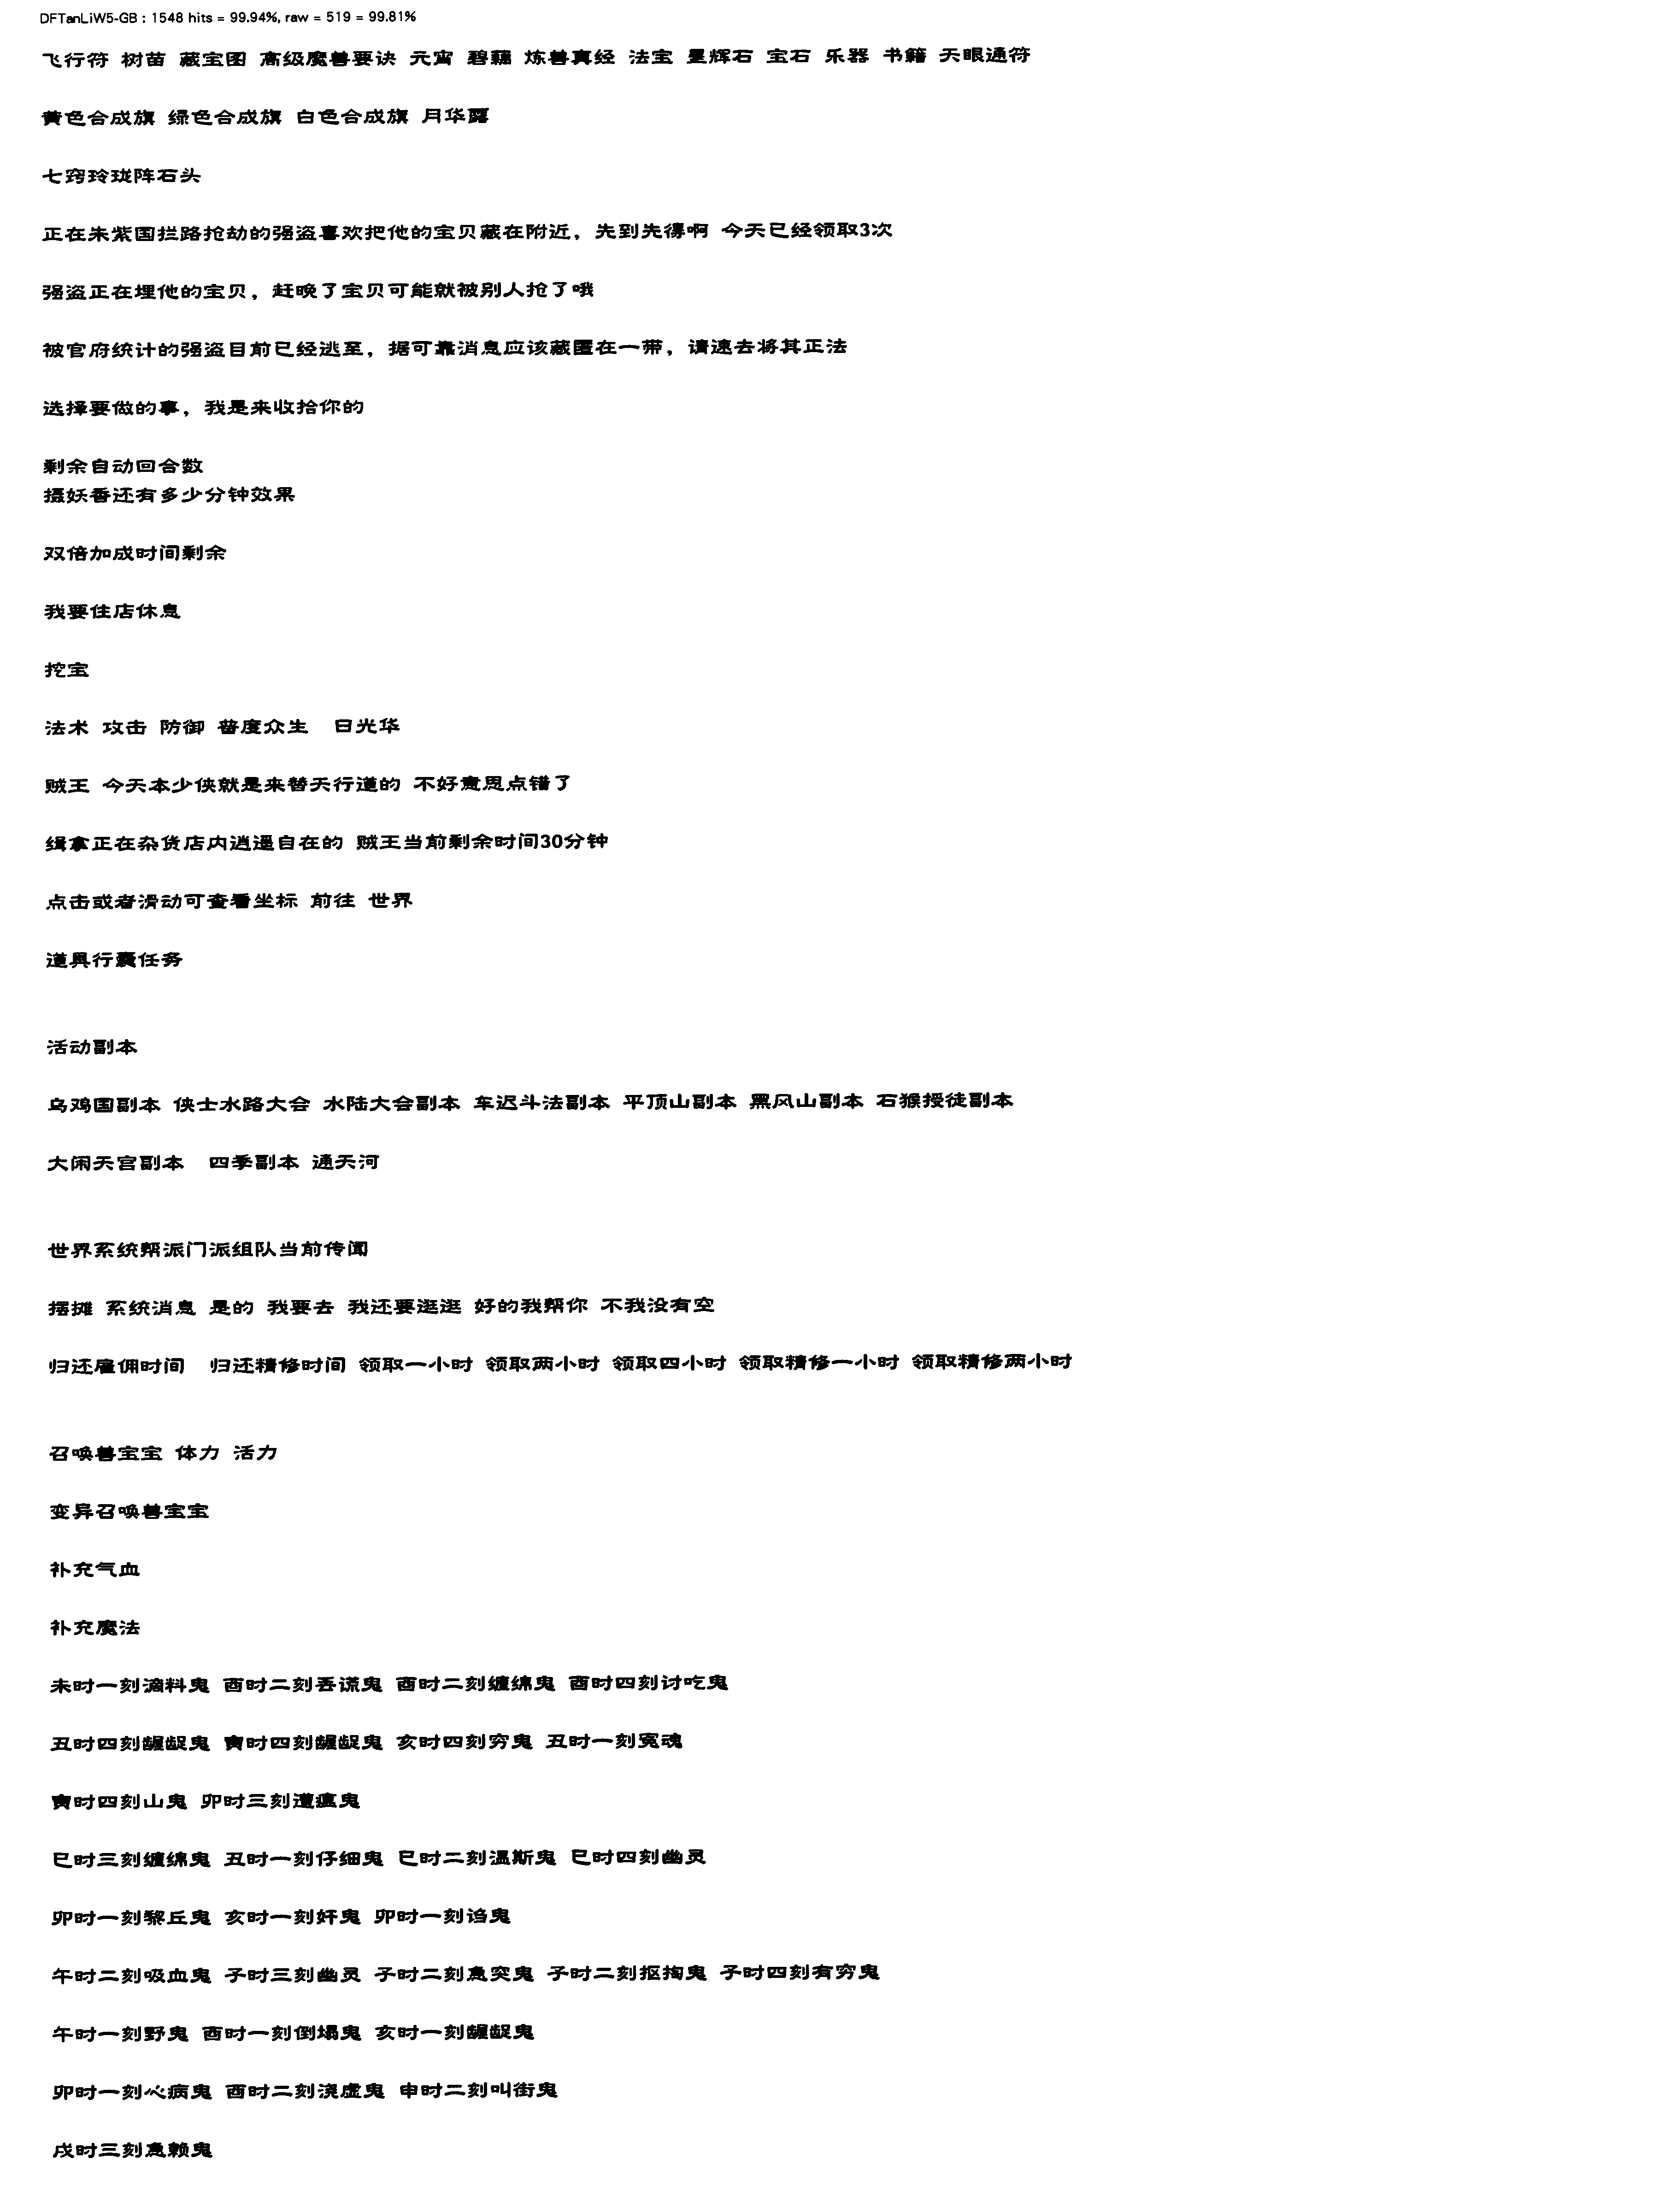 DFTanLiW5-GB : 1548 hits = 99.94%, raw = 519 = 99.81%
飞行符 树苗 藏宝图 高级魔兽要诀 元宵 碧藕 炼兽真经 法宝 星辉石 宝石 乐器 书籍 天眼通符
黄色合成旗 绿色合成旗 白色合成旗 月华露
七窍玲珑阵石头
正在朱紫国拦路抢劫的强盗喜欢把他的宝贝藏在附近，先到先得啊 今天已经领取3次
强盗正在埋他的宝贝，赶晚了宝贝可能就被别人抢了哦
被官府统计的强盗目前已经逃至，据可靠消息应该藏匿在一带，请速去将其正法
选择要做的事，我是来收拾你的
剩余自动回合数
摄妖香还有多少分钟效果
双倍加成时间剩余
我要住店休息
挖宝
法术 攻击 防御 普度众生  日光华
贼王 今天本少侠就是来替天行道的 不好意思点错了
缉拿正在杂货店内逍遥自在的 贼王当前剩余时间30分钟
点击或者滑动可查看坐标 前往 世界
道具行囊任务
活动副本
乌鸡国副本 侠士水路大会 水陆大会副本 车迟斗法副本 平顶山副本 黑风山副本 石猴授徒副本
大闹天宫副本  四季副本 通天河
世界系统帮派门派组队当前传闻
摆摊 系统消息 是的 我要去 我还要逛逛 好的我帮你 不我没有空
归还雇佣时间  归还精修时间 领取一小时 领取两小时 领取四小时 领取精修一小时 领取精修两小时
召唤兽宝宝 体力 活力
变异召唤兽宝宝
补充气血
补充魔法
未时一刻滴料鬼 酉时二刻丢谎鬼 酉时二刻缠绵鬼 酉时四刻讨吃鬼
丑时四刻龌龊鬼 寅时四刻龌龊鬼 亥时四刻穷鬼 丑时一刻冤魂
寅时四刻山鬼 卯时三刻遭瘟鬼
巳时三刻缠绵鬼 丑时一刻仔细鬼 巳时二刻温斯鬼 巳时四刻幽灵
卯时一刻黎丘鬼 亥时一刻奸鬼 卯时一刻诌鬼
午时二刻吸血鬼 子时三刻幽灵 子时二刻急突鬼 子时二刻抠掏鬼 子时四刻有穷鬼
午时一刻野鬼 酉时一刻倒塌鬼 亥时一刻龌龊鬼
卯时一刻心病鬼 酉时二刻浇虚鬼 申时二刻叫街鬼
戌时三刻急赖鬼